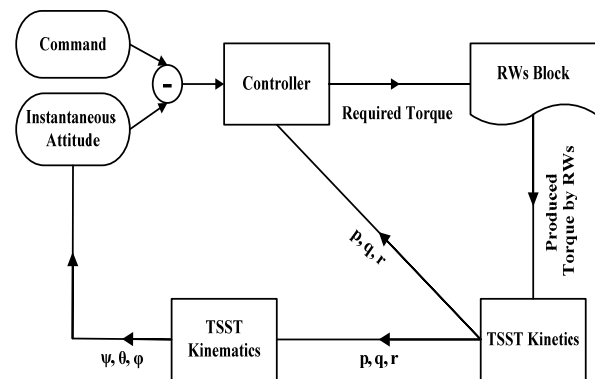 Command
-
Instantaneous
Attitude
Controller
Required Torque
RWs Block
Produced
Torque by RWs
p, q, r
TSST Kinetics
p, q, r
TSST
Kinematics
ψ, θ, φ